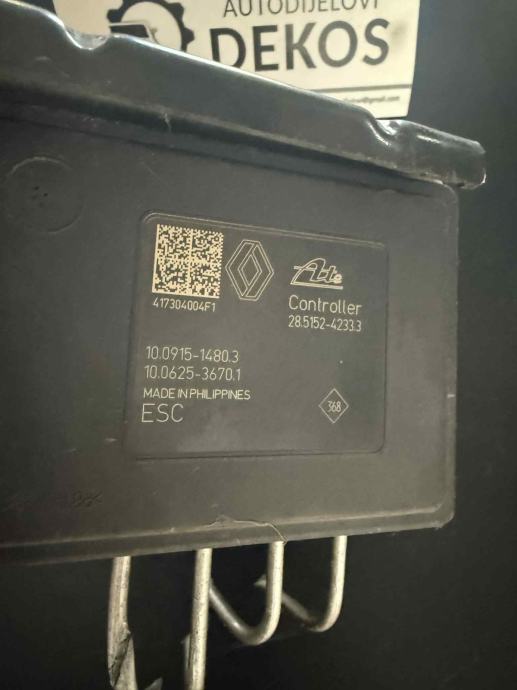 AUTODIJELOVI
DEKOS
417304004F1
Ate
Controller
28.5152-4233.3
10.0915-1480.3
10.0625-3670.1
MADE IN PHILIPPINES
ESC
368